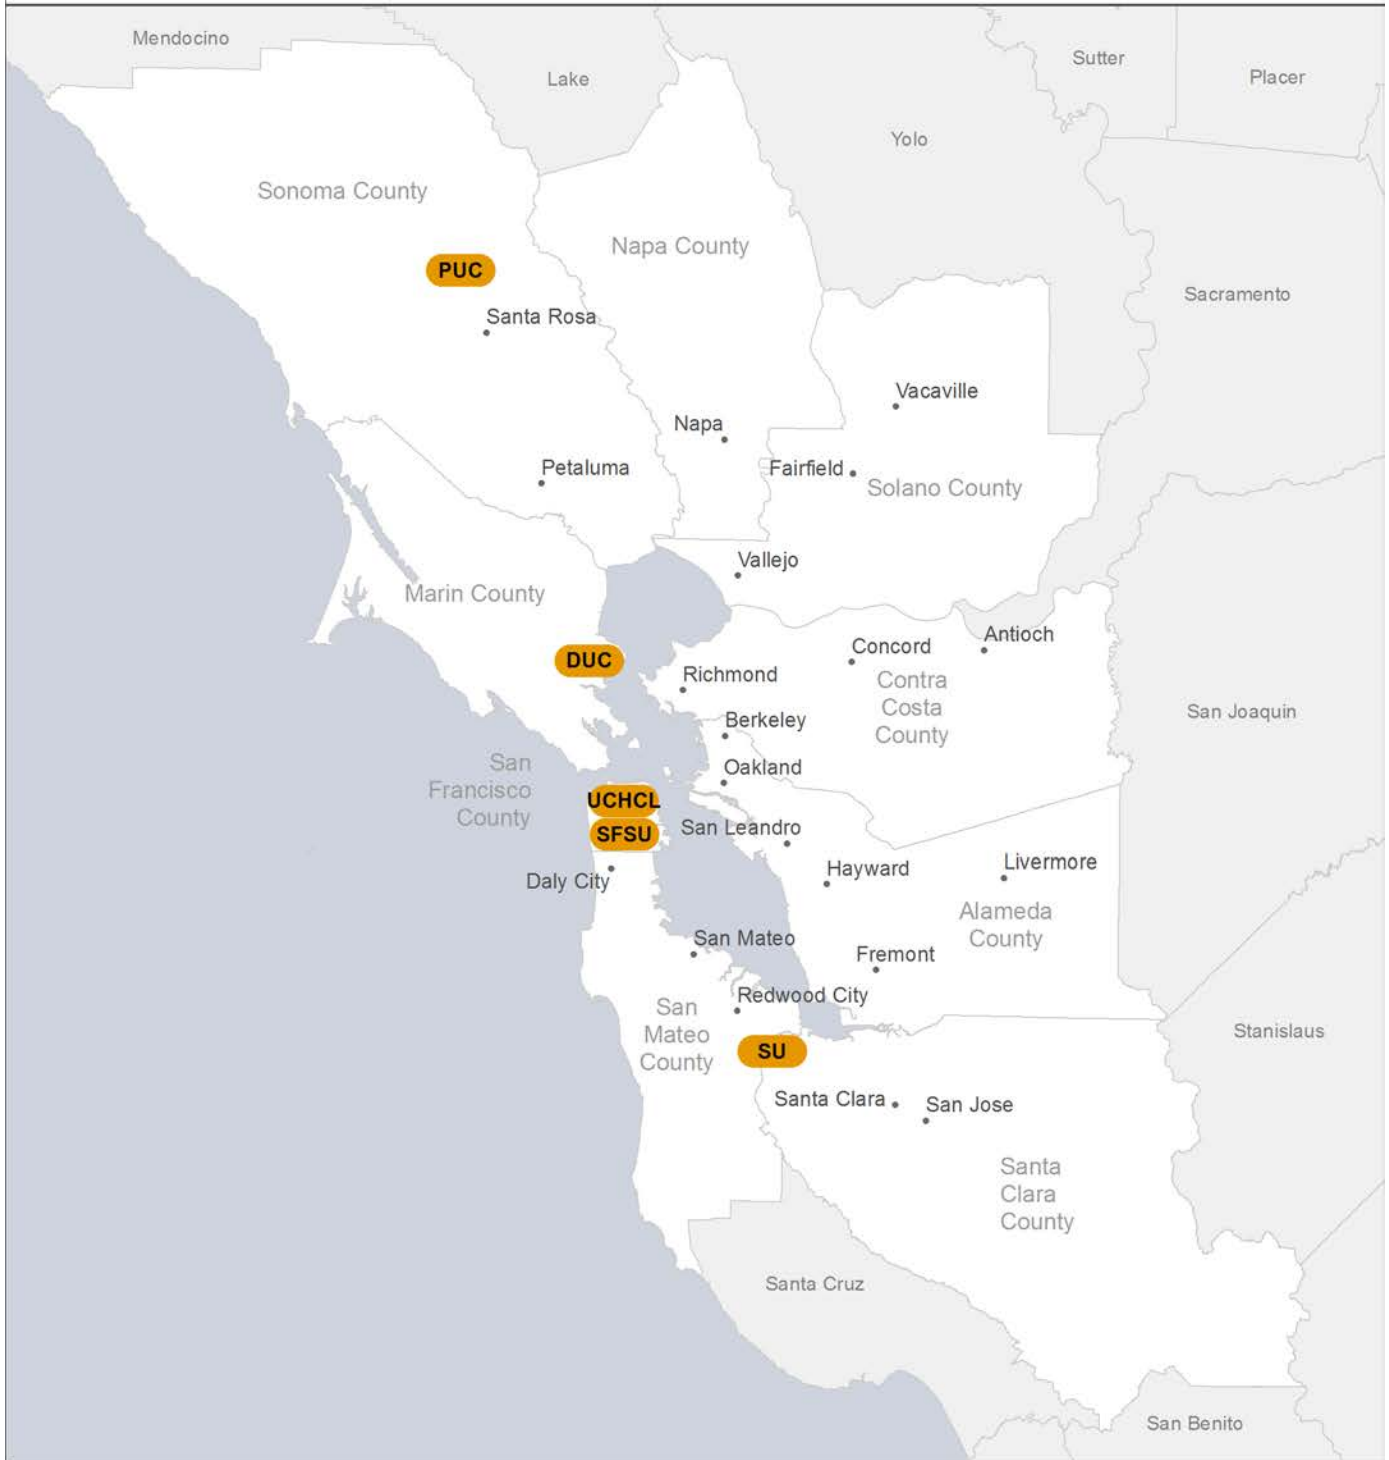 Mendocino
Lake
Sutter
Placer
Yolo
Sonoma County
Napa County
PUC
Sacramento
Santa Rosa
Vacaville
Napa
Petaluma
Fairfield
Solano County
Vallejo
Marin County
Antioch
Concord
DUC
Richmond
Contra
Costa
County
San Joaquin
Berkeley
San
Francisco
County
Oakland
UCHCL
SFSU
San Leandro
Livermore
Hayward
Daly City
Alameda
County
San Mateo
Fremont
Redwood City
San
Mateo
County
Stanislaus
SU
Santa Clara
San Jose
Santa
Clara
County
Santa Cruz
San Benito